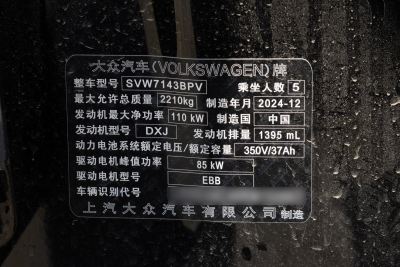 大众汽车(VOLKSWAGEN)牌
整车型号 SVW7143BPV 乘坐人数 5
最大允许总质量 2210kg 制造年月 2024-12
发动机最大净功率 110 kW 制造国 中国
发动机型号 DXJ 发动机排量 1395 mL
动力电池系统额定电压/额定容量 350V/37Ah
驱动电机峰值功率 85 kW
驱动电机型号 EBB
车辆识别代号
上汽大众汽车有限公司 制造